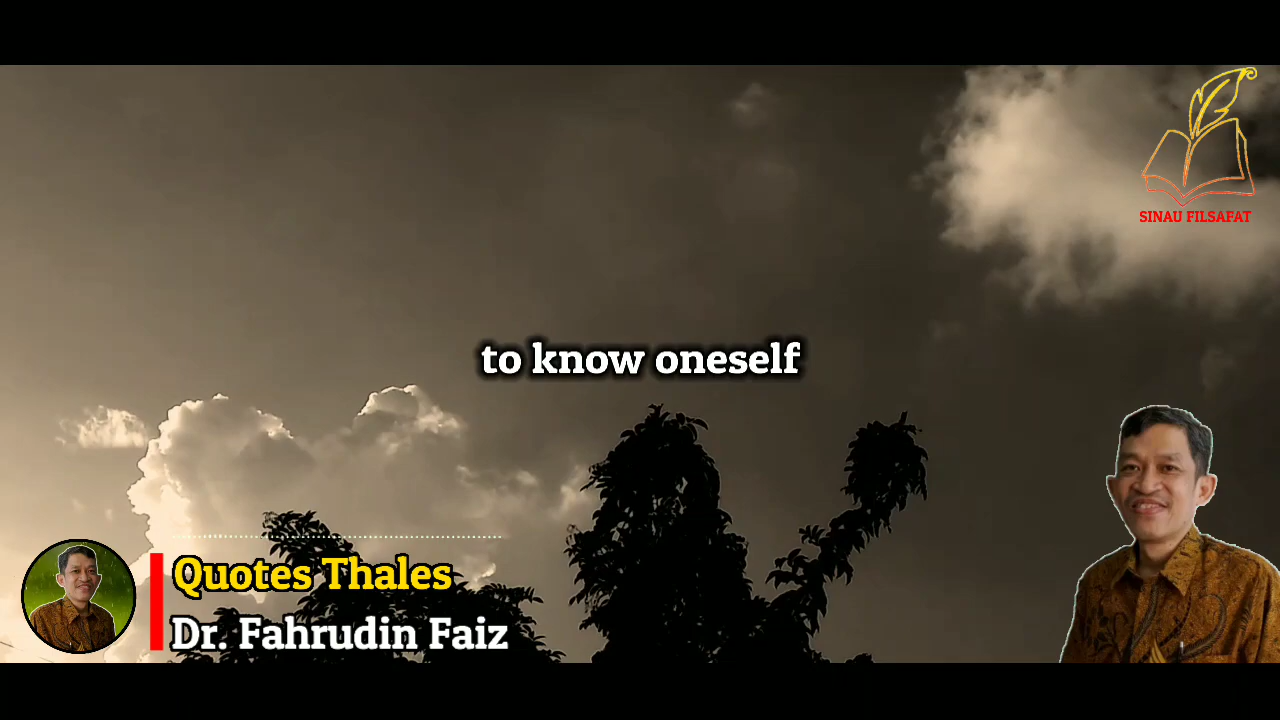 SINAU FILSAFAT
to know oneself
Quotes Thales
Dr. Fahrudin Faiz